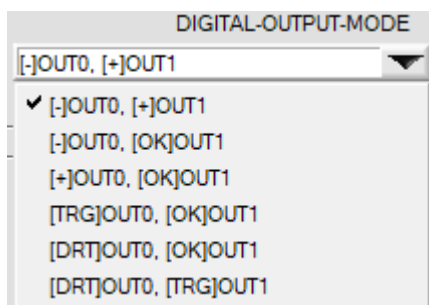 DIGITAL-OUTPUT-MODE
[-]OUT0, [+]OUT1
[-]OUT0, [+]OUT1
[-]OUT0, [OK]OUT1
[+]OUT0, [OK]OUT1
[TRG]OUT0, [OK]OUT1
[DRT]OUT0, [OK]OUT1
[DRT]OUT0, [TRG]OUT1